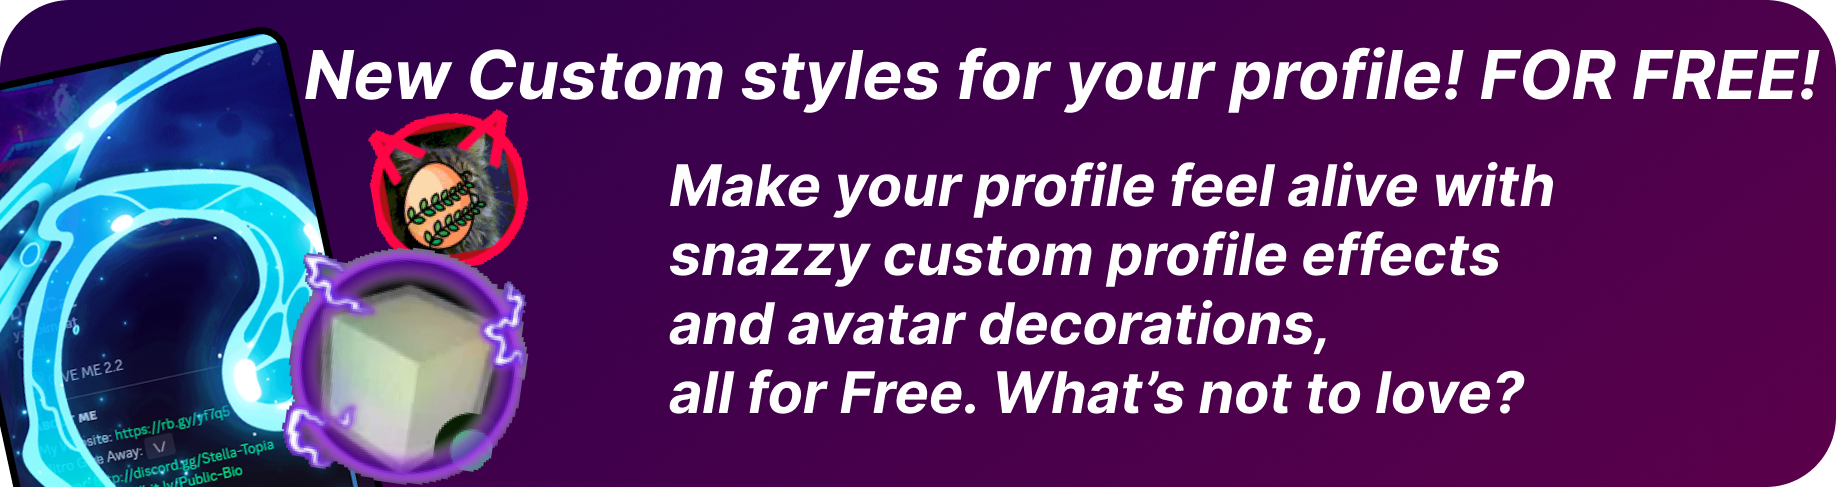 New Custom styles for your profile! FOR FREE!
Make your profile feel alive with
snazzy custom profile effects
and avatar decorations,
all for Free. What's not to love?
VE ME 2.2
ME
site: https://rb.gy/yf7q5
Away:
//discord.gg/Stella-Topia
/Public-Bio